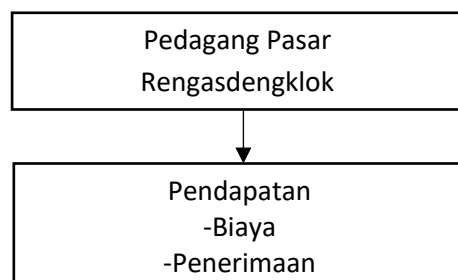 Pedagang Pasar
Rengasdengklok
Pendapatan
-Biaya
-Penerimaan